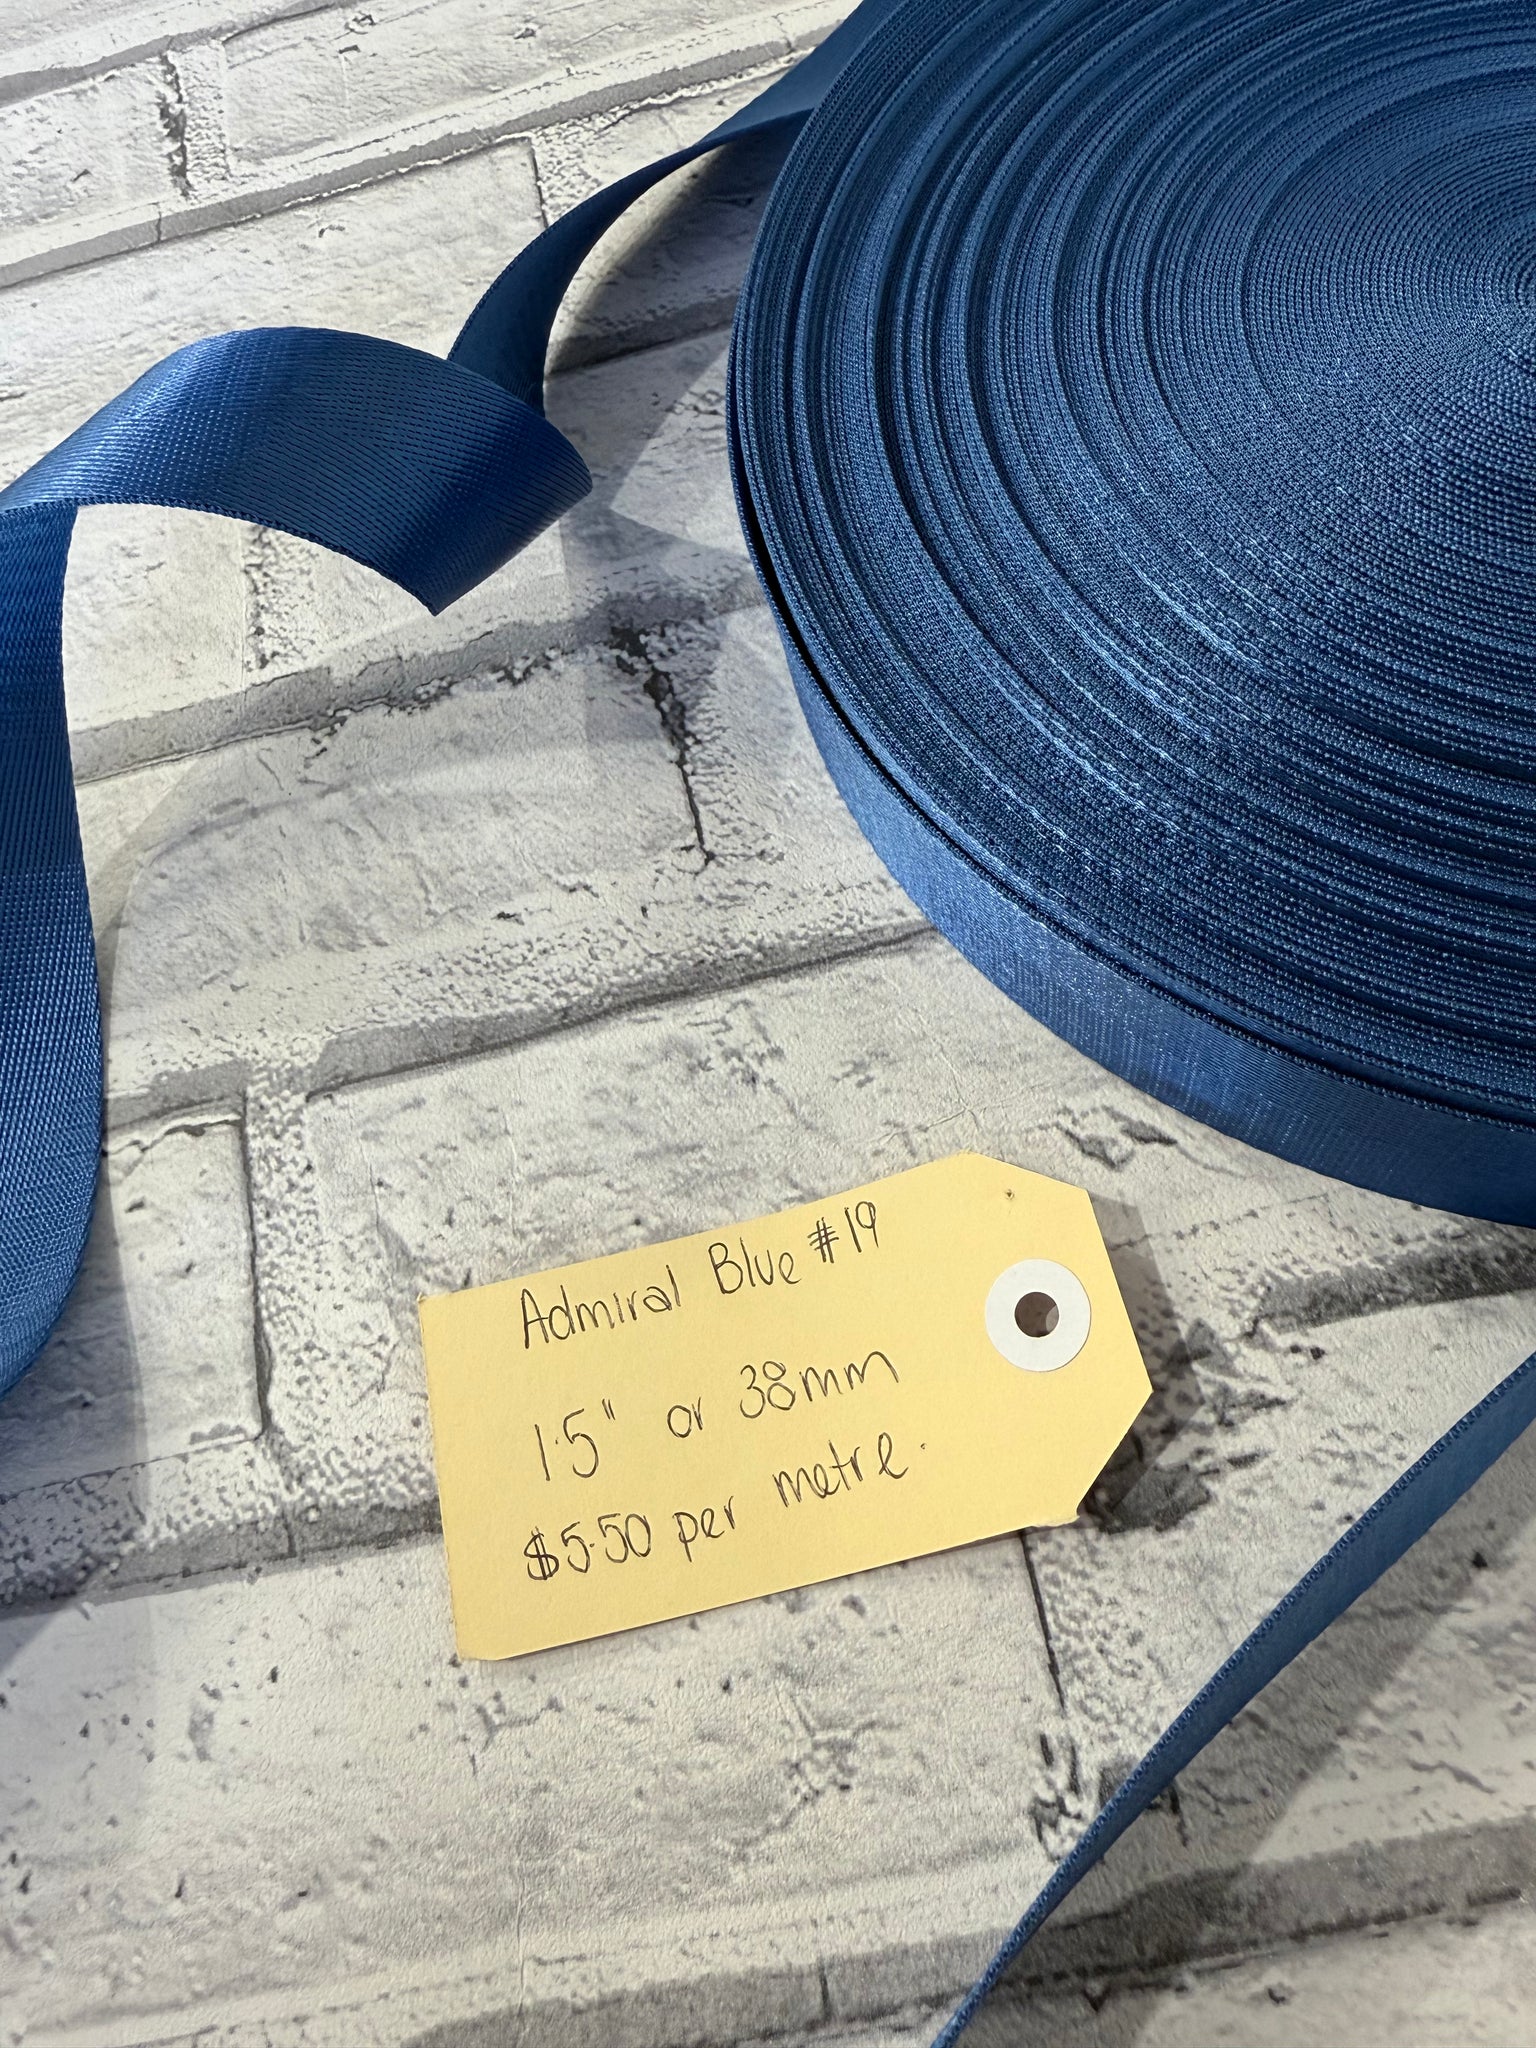 Admiral Blue #19
1.5" or 38mm
$5.50 per metre.